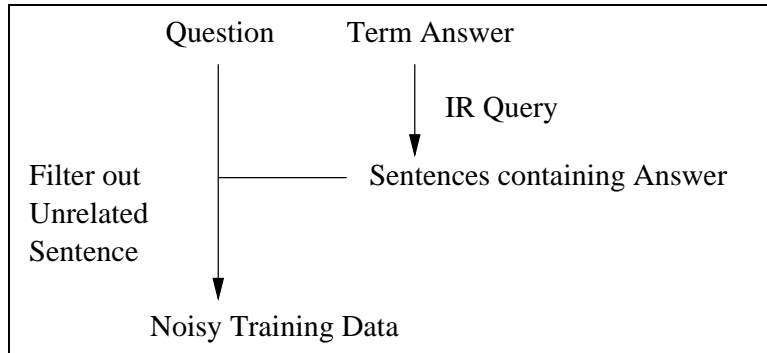 Question
Term Answer
IR Query
Sentences containing Answer
Filter out
Unrelated
Sentence
Noisy Training Data